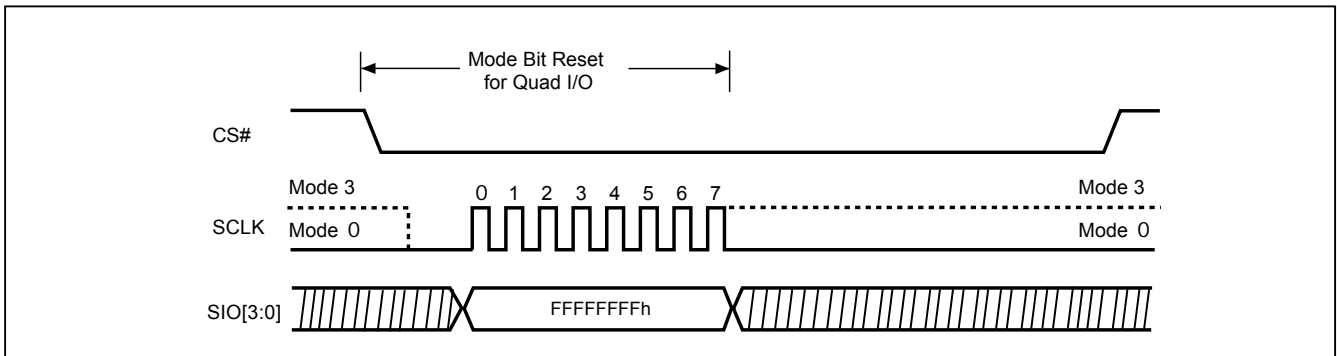 Mode Bit Reset
for Quad I/O
CS#
Mode 3
0 1 2 3 4 5 6 7
Mode 3
SCLK
Mode 0
Mode 0
SIO[3:0]
FFFFFFFFh